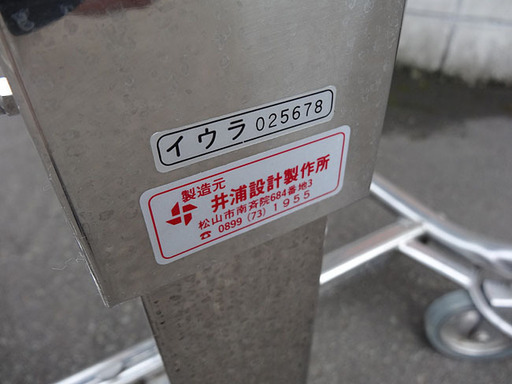 イウラ 025678
製造元
井浦設計製作所
松山市南斉院684番地3
☎ 0899 (73) 1955